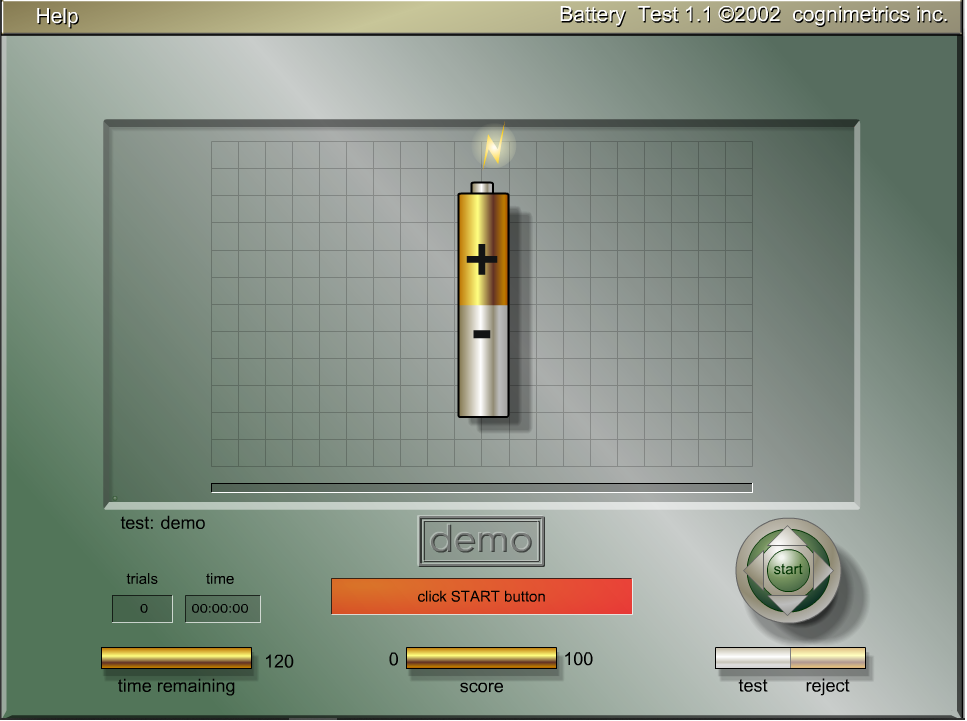 Help
Battery Test 1.1 ©2002 cognimetrics inc.
+
-
test: demo
demo
start
trials
time
0
00:00:00
click START button
120
0
100
time remaining
score
test
reject